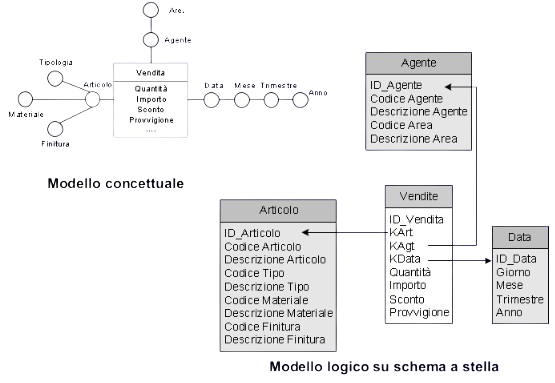 Are.
Agente
Tipologia
Articolo
Materiale
Finitura
Vendita
Quantità
Importo
Sconto
Provvigione
....
Data
Mese
Trimestre
Anno
Modello concettuale
Agente
ID_Agente
Codice Agente
Descrizione Agente
Codice Area
Descrizione Area
Articolo
ID_Articolo
Codice Articolo
Descrizione Articolo
Codice Tipo
Descrizione Tipo
Codice Materiale
Descrizione Materiale
Codice Finitura
Descrizione Finitura
Vendite
ID_Vendita
KArt
KAgt
KData
Quantità
Importo
Sconto
Provvigione
Data
ID_Data
Giorno
Mese
Trimestre
Anno
Modello logico su schema a stella